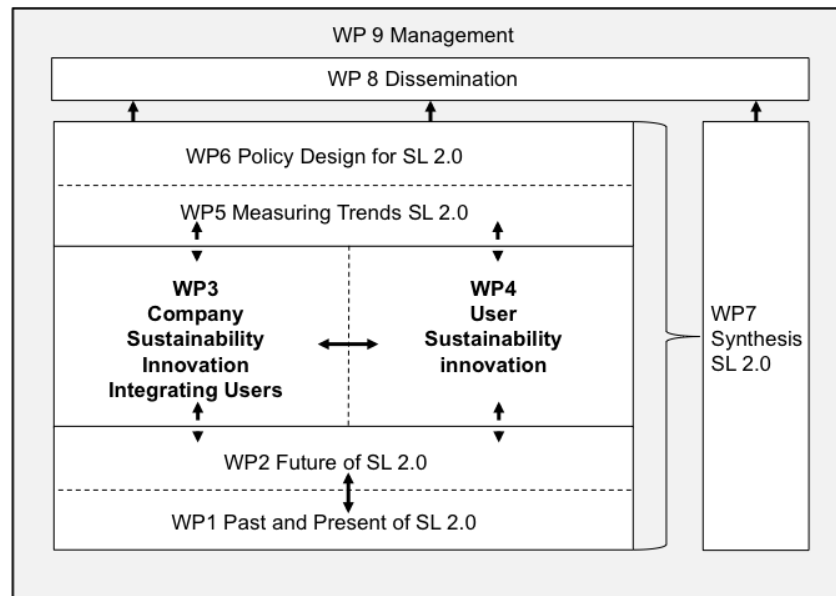 WP 9 Management
WP 8 Dissemination
WP6 Policy Design for SL 2.0
WP5 Measuring Trends SL 2.0
WP3
Company
Sustainability
Innovation
Integrating Users
WP4
User
Sustainability
innovation
WP7
Synthesis
SL 2.0
WP2 Future of SL 2.0
WP1 Past and Present of SL 2.0